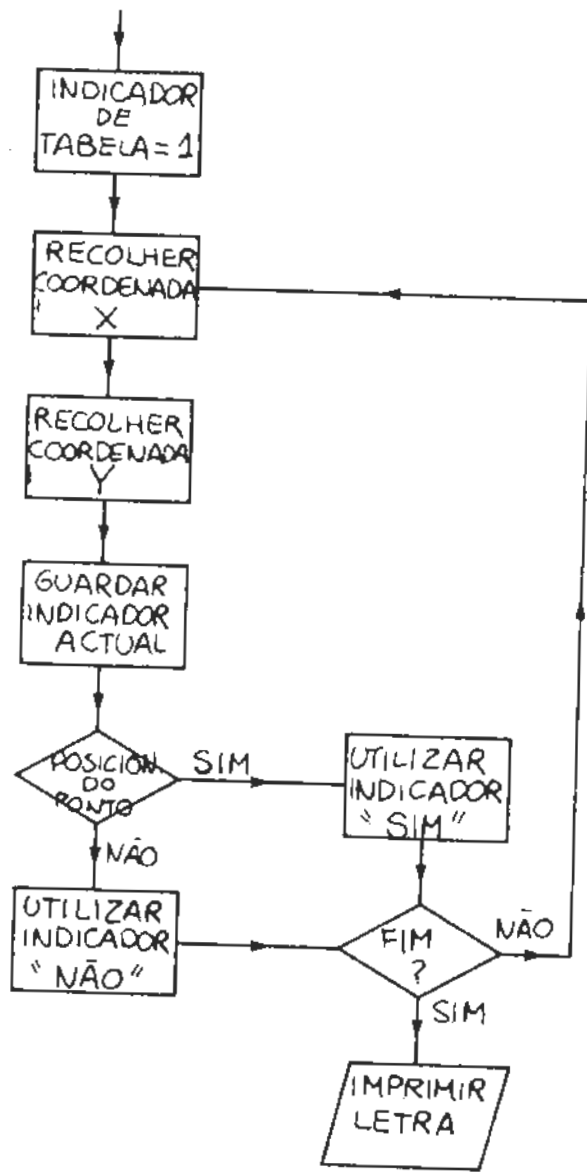 INDICADOR
DE
TABELA = 1
RECOLHER
COORDENADA
X
RECOLHER
COORDENADA
Y
GUARDAR
INDICADOR
ACTUAL
POSICION.
DO
PONTO
SIM
UTILIZAR
INDICADOR
"SIM"
NÃO
UTILIZAR
INDICADOR
"NÃO"
FIM
?
NÃO
SIM
IMPRIMIR
LETRA